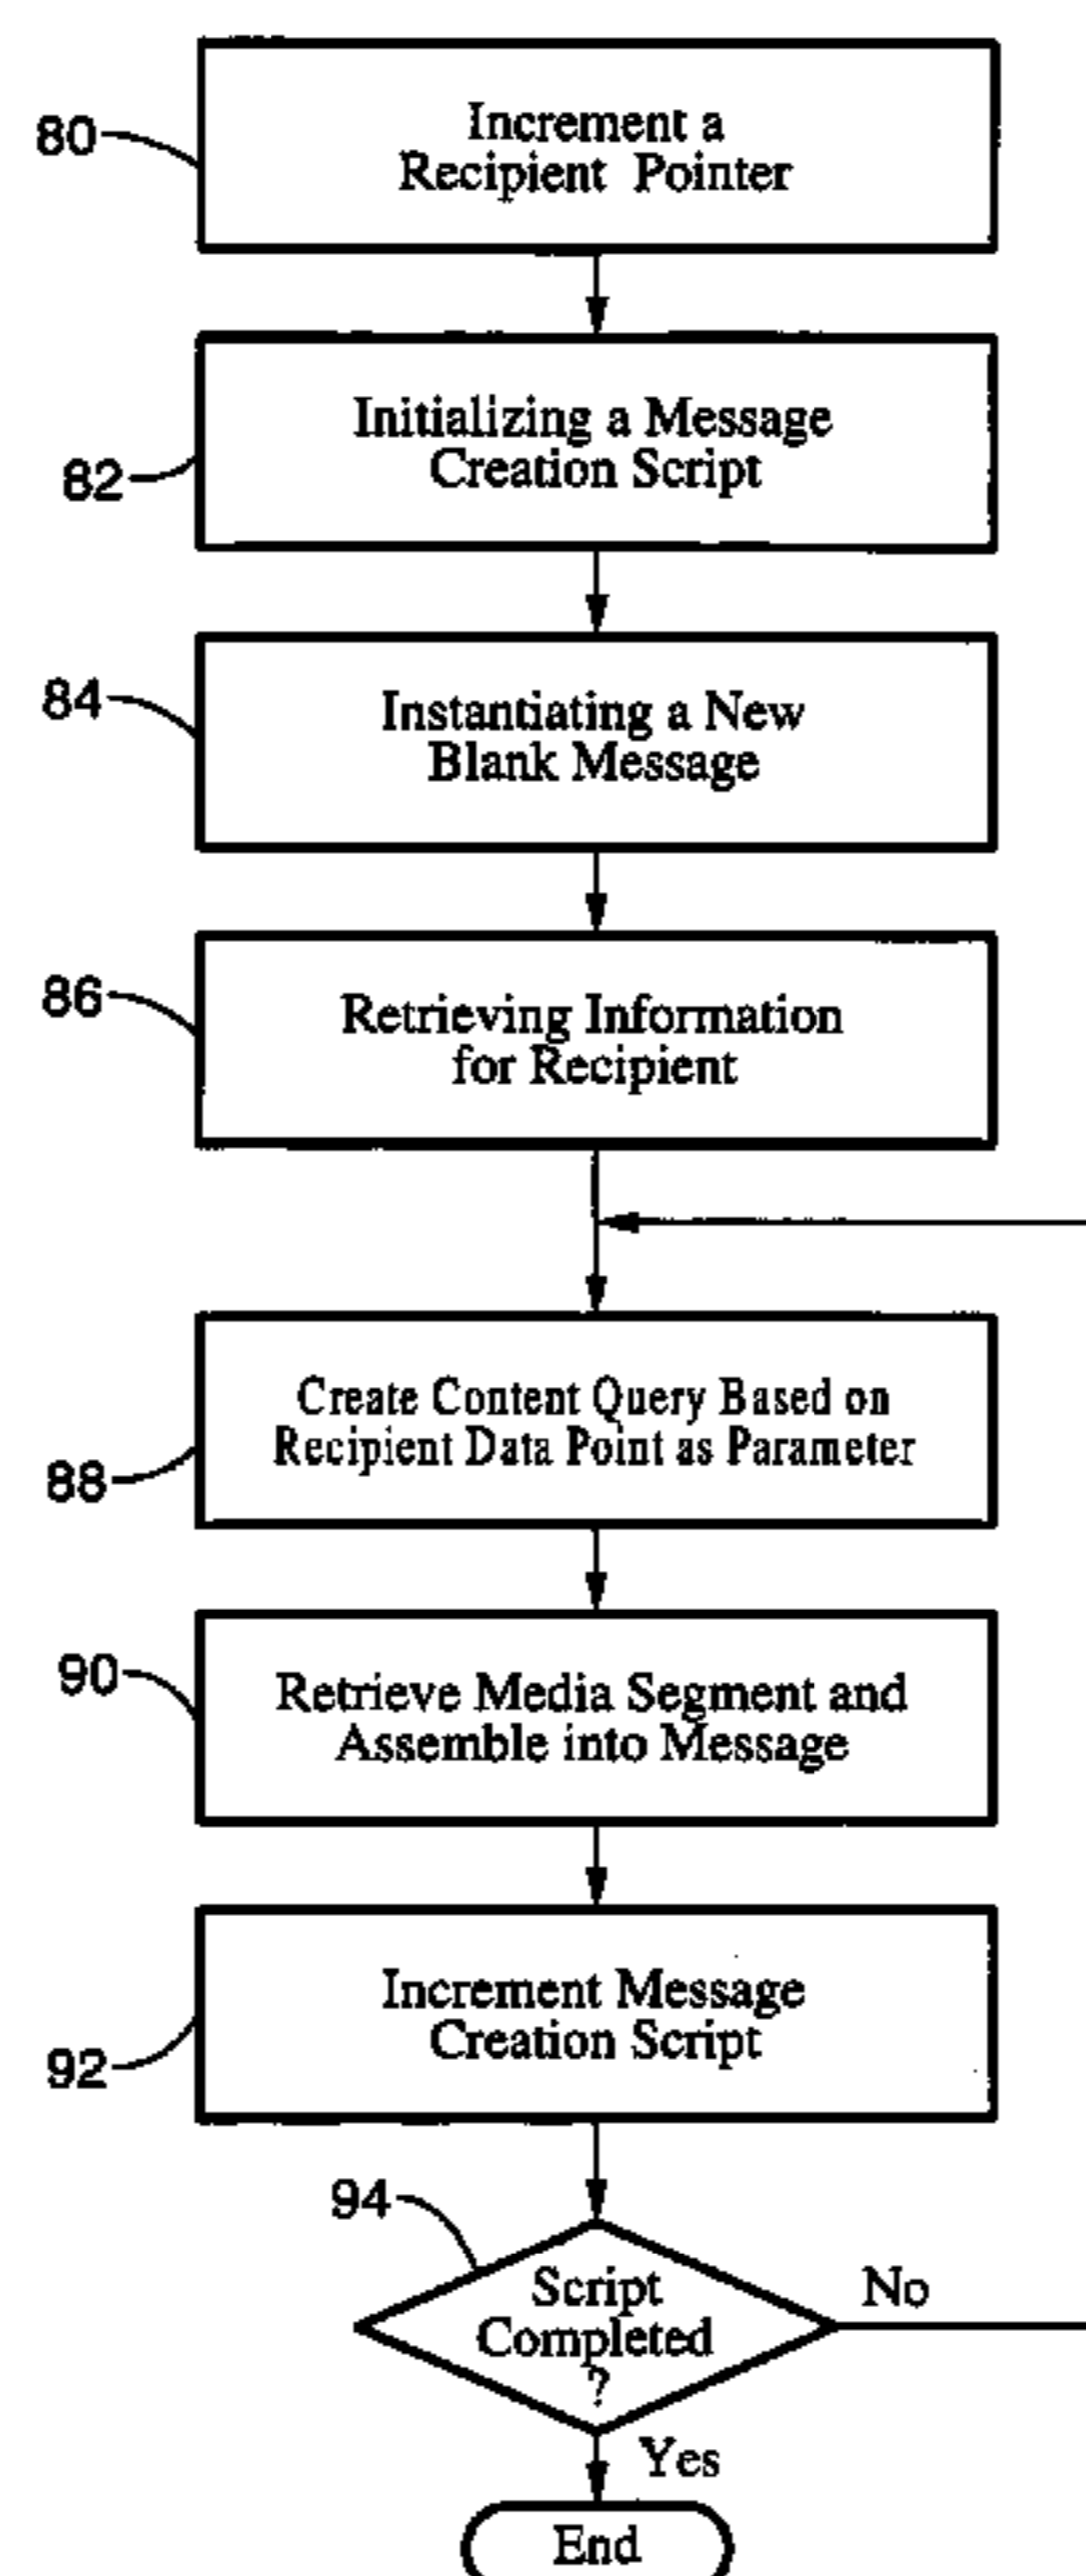 80
Increment a
Recipient Pointer
82
Initializing a Message
Creation Script
84
Instantiating a New
Blank Message
86
Retrieving Information
for Recipient
88
Create Content Query Based on
Recipient Data Point as Parameter
90
Retrieve Media Segment and
Assemble into Message
92
Increment Message
Creation Script
94
Script
Completed
?
No
Yes
End